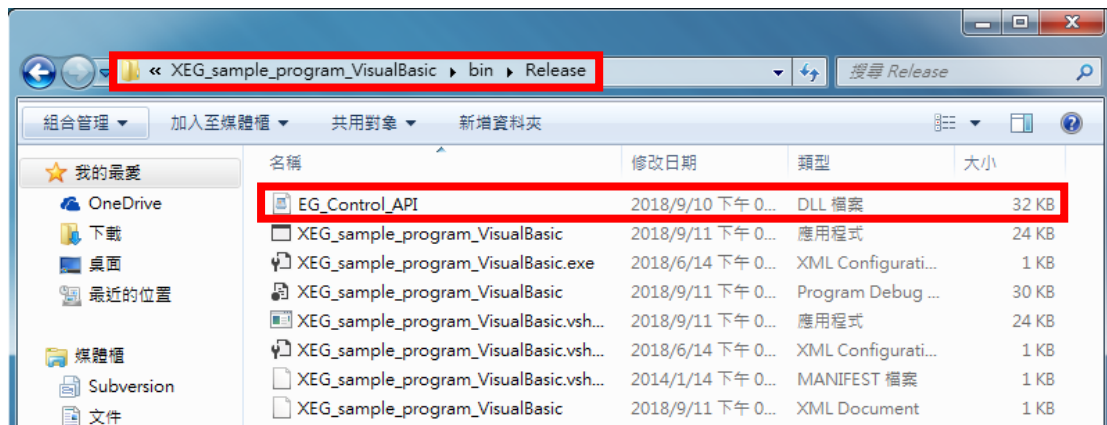 « XEG_sample_program_VisualBasic ▸ bin ▸ Release
搜尋 Release
組合管理 ▼ 加入至媒體櫃 ▼ 共用對象 ▼ 新增資料夾
名稱 修改日期 類型 大小
我的最愛
OneDrive
下載
桌面
最近的位置
媒體櫃
Subversion
文件
EG_Control_API 2018/9/10 下午 0... DLL 檔案 32 KB
XEG_sample_program_VisualBasic 2018/9/11 下午 0... 應用程式 24 KB
XEG_sample_program_VisualBasic.exe 2018/6/14 下午 0... XML Configurati... 1 KB
XEG_sample_program_VisualBasic 2018/9/11 下午 0... Program Debug ... 30 KB
XEG_sample_program_VisualBasic.vsh... 2018/9/11 下午 0... 應用程式 24 KB
XEG_sample_program_VisualBasic.vsh... 2018/6/14 下午 0... XML Configurati... 1 KB
XEG_sample_program_VisualBasic.vsh... 2014/1/14 下午 0... MANIFEST 檔案 1 KB
XEG_sample_program_VisualBasic 2018/9/11 下午 0... XML Document 1 KB